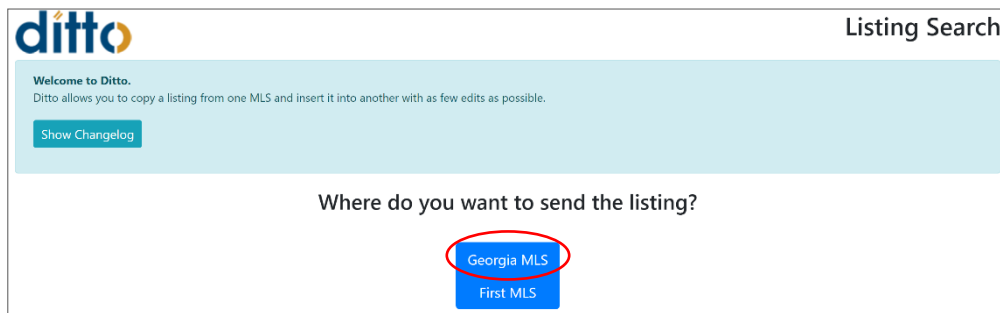 ditto
Listing Search
Welcome to Ditto.
Ditto allows you to copy a listing from one MLS and insert it into another with as few edits as possible.
Show Changelog
Where do you want to send the listing?
Georgia MLS
First MLS